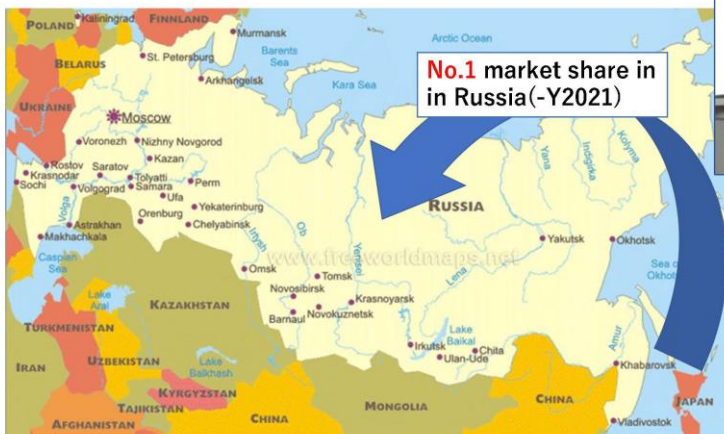 POLAND
Kaliningrad
FINLAND
Murmansk
Barents
Sea
Arctic Ocean
BELARUS
St. Petersburg
Arkhangelsk
Kara Sea
No.1 market share in
in Russia(-Y2021)
UKRAINE
Moscow
Voronezh
Nizhny Novgorod
Kazan
Rostov
Krasnodar
Sochi
Saratov
Tolyatti
Samara
Volgograd
Ufa
Perm
Yekaterinburg
Orenburg
Chelyabinsk
Volga
Astrakhan
Makhachkala
Caspian
Sea
Irtysh
Ob
Yenisei
RUSSIA
Yana
Indigirka
Kolyma
Yakutsk
Okhotsk
Sea of
Okhot
Lena
www.freeworldmaps.net
Omsk
Tomsk
Novosibirsk
Krasnoyarsk
Barnaul
Novokuznetsk
Lake
Baikal
Irkutsk
Ulan-Ude
Chita
Amur
Khabarovsk
Vladivostok
Lake
Aral
KAZAKHSTAN
TURKMENISTAN
UZBEKISTAN
Lake
Balkhash
IRAN
KYRGYZSTAN
TAJIKISTAN
AFGHANISTAN
CHINA
MONGOLIA
CHINA
JAPAN